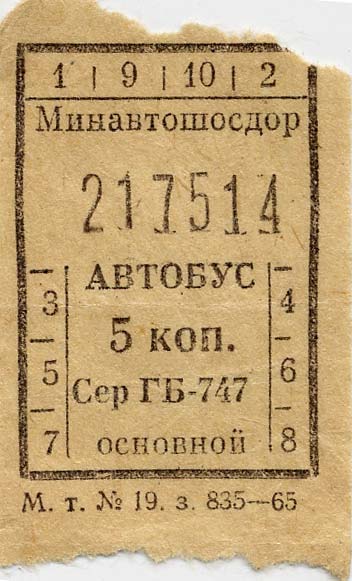 1 | 9 | 10 | 2
Минавтошосдор
217514
АВТОБУС
3 5 коп. 4
5 Сер ГБ-747 6
7 основной 8
М. т. № 19. з. 835—65